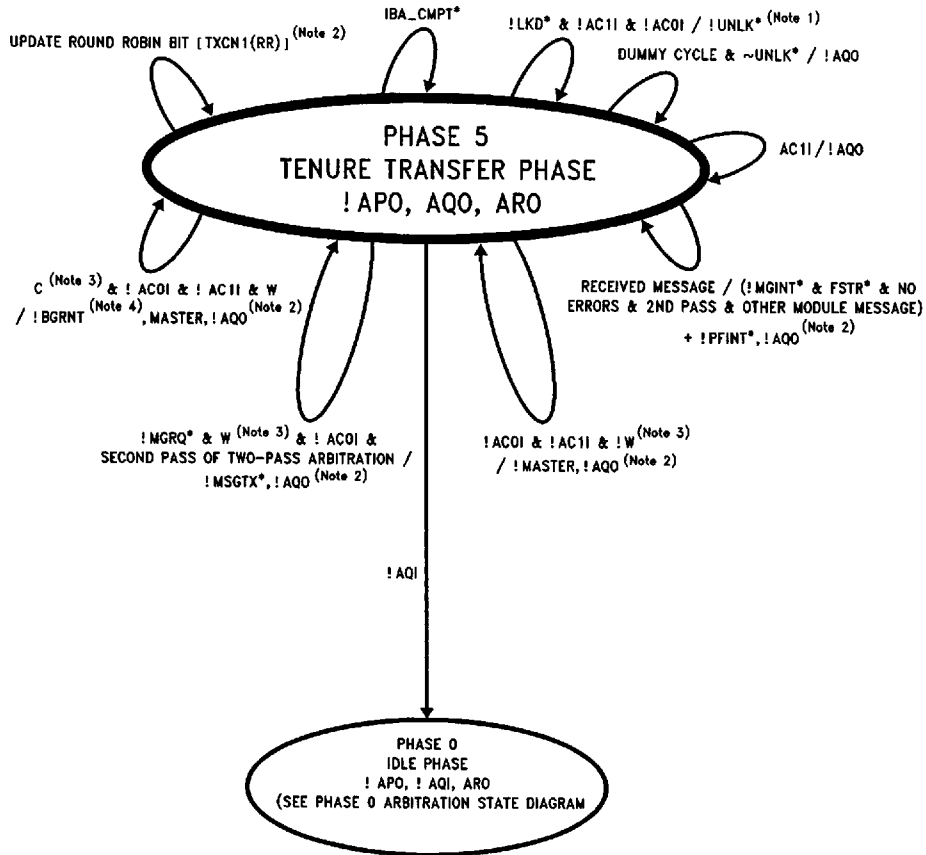 IBA_CMPT*
!LKD* & !AC1I & !AC0I / !UNLK* (Note 1)
UPDATE ROUND ROBIN BIT [TXCN1(RR)] (Note 2)
DUMMY CYCLE & ~UNLK* / !AQO
PHASE 5
TENURE TRANSFER PHASE
!APO, AQO, ARO
AC1I/!AQO
C (Note 3) & ! AC0I & ! AC1I & W
/ !BGRNT (Note 4), MASTER, !AQO (Note 2)
RECEIVED MESSAGE / (!MGINT* & FSTR* & NO
ERRORS & 2ND PASS & OTHER MODULE MESSAGE)
+ !PFINT*, !AQO (Note 2)
!MGRQ* & W (Note 3) & ! AC0I &
SECOND PASS OF TWO-PASS ARBITRATION /
!MSGTX*, !AQO (Note 2)
!AC0I & !AC1I & !W (Note 3)
/ !MASTER, !AQO (Note 2)
!AQI
PHASE 0
IDLE PHASE
! APO, ! AQI, ARO
(SEE PHASE 0 ARBITRATION STATE DIAGRAM